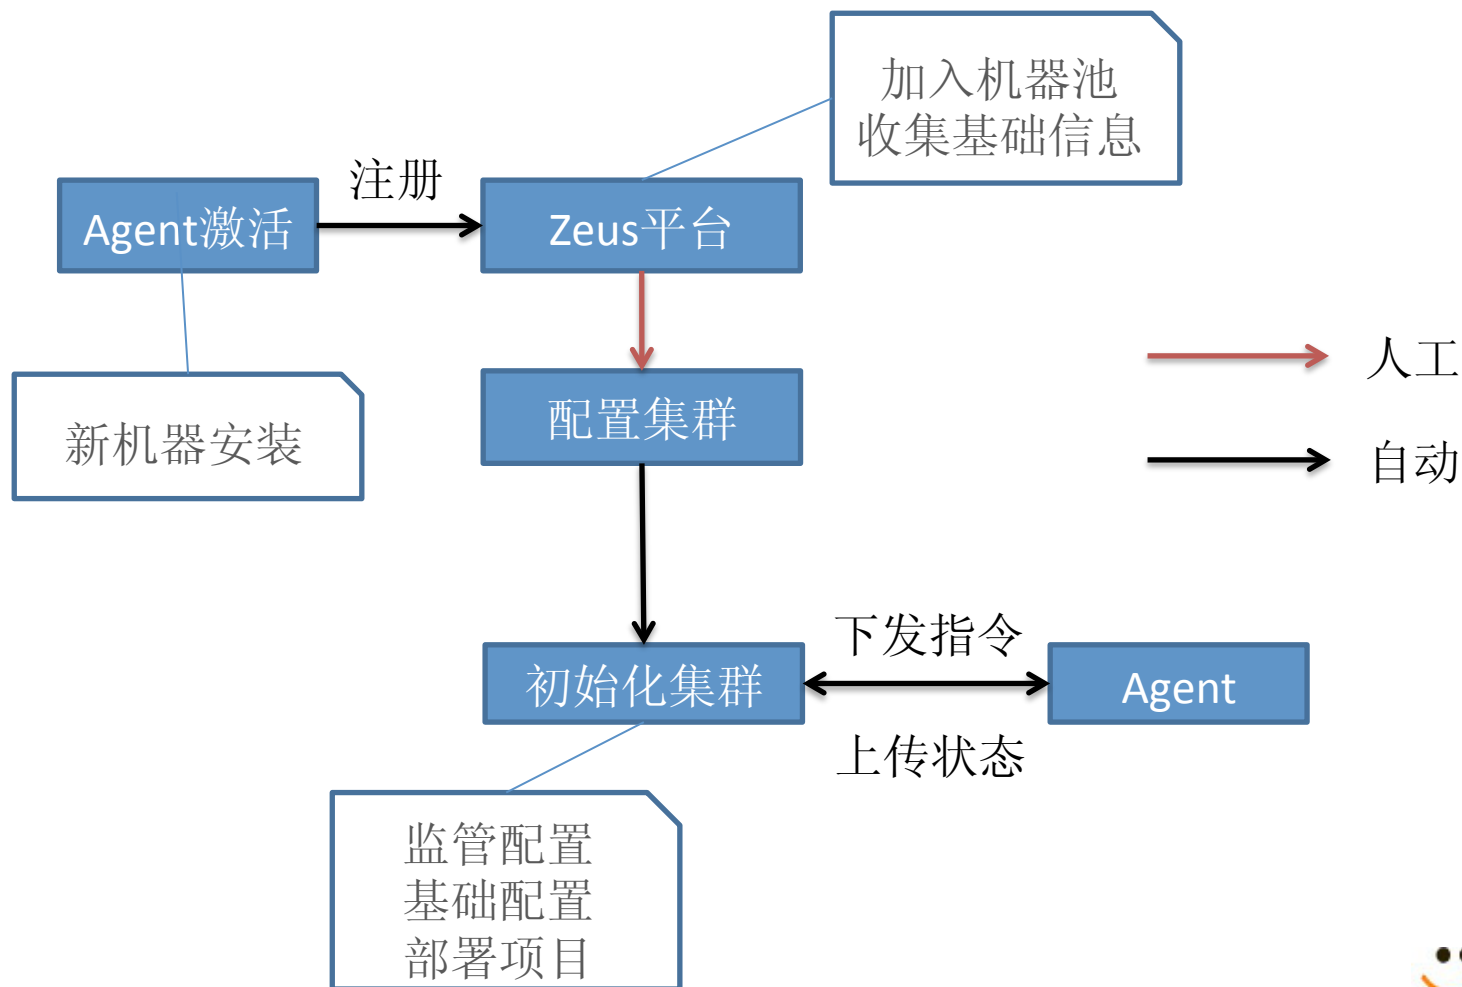 加入机器池
收集基础信息
注册
Agent激活
Zeus平台
人工
配置集群
新机器安装
自动
下发指令
初始化集群
Agent
上传状态
监管配置
基础配置
部署项目